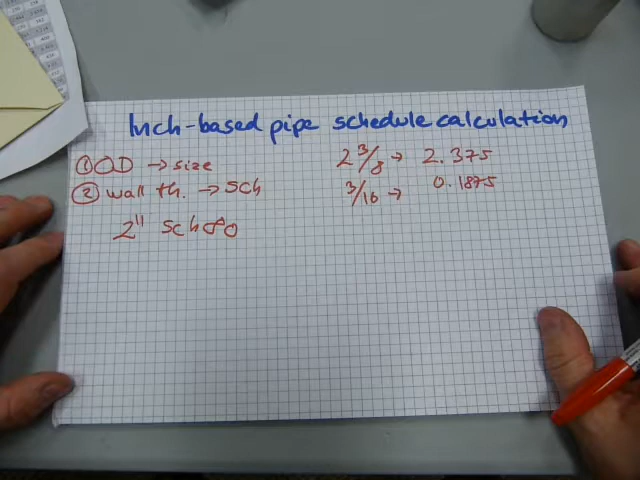 Inch-based pipe schedule calculation
① OD → size
② wall th. → sch
2" sch 80
2 3/8 → 2.375
3/16 → 0.1875